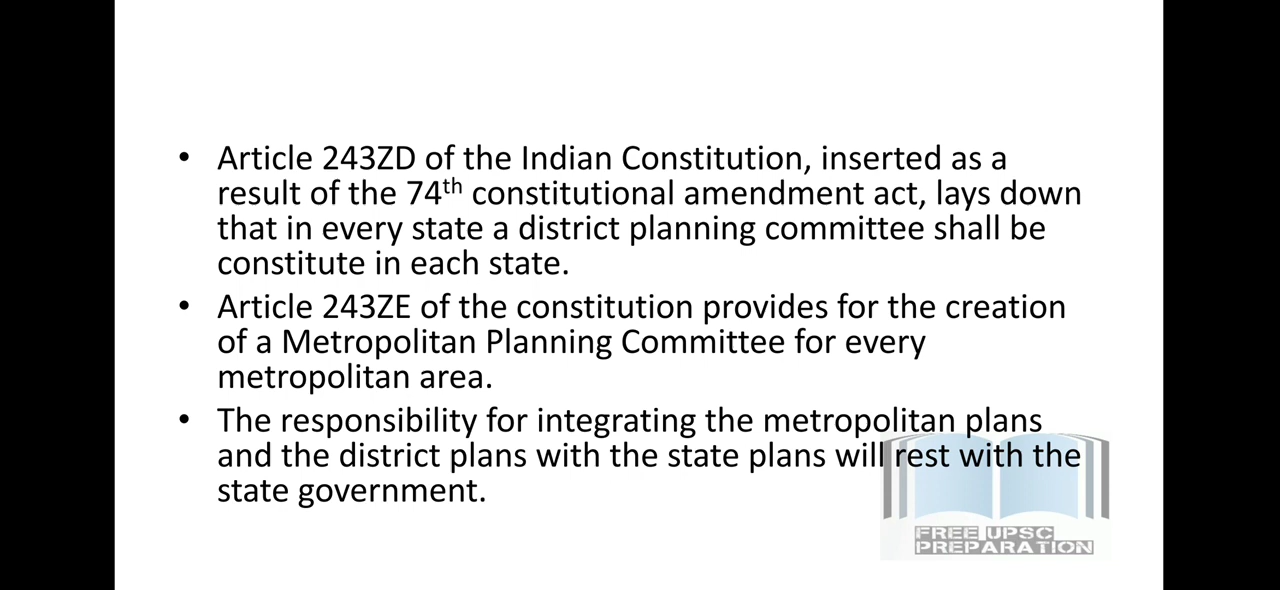 • Article 243ZD of the Indian Constitution, inserted as a
result of the 74th constitutional amendment act, lays down
that in every state a district planning committee shall be
constitute in each state.
• Article 243ZE of the constitution provides for the creation
of a Metropolitan Planning Committee for every
metropolitan area.
• The responsibility for integrating the metropolitan plans
and the district plans with the state plans will rest with the
state government.
FREE UPSC
PREPARATION